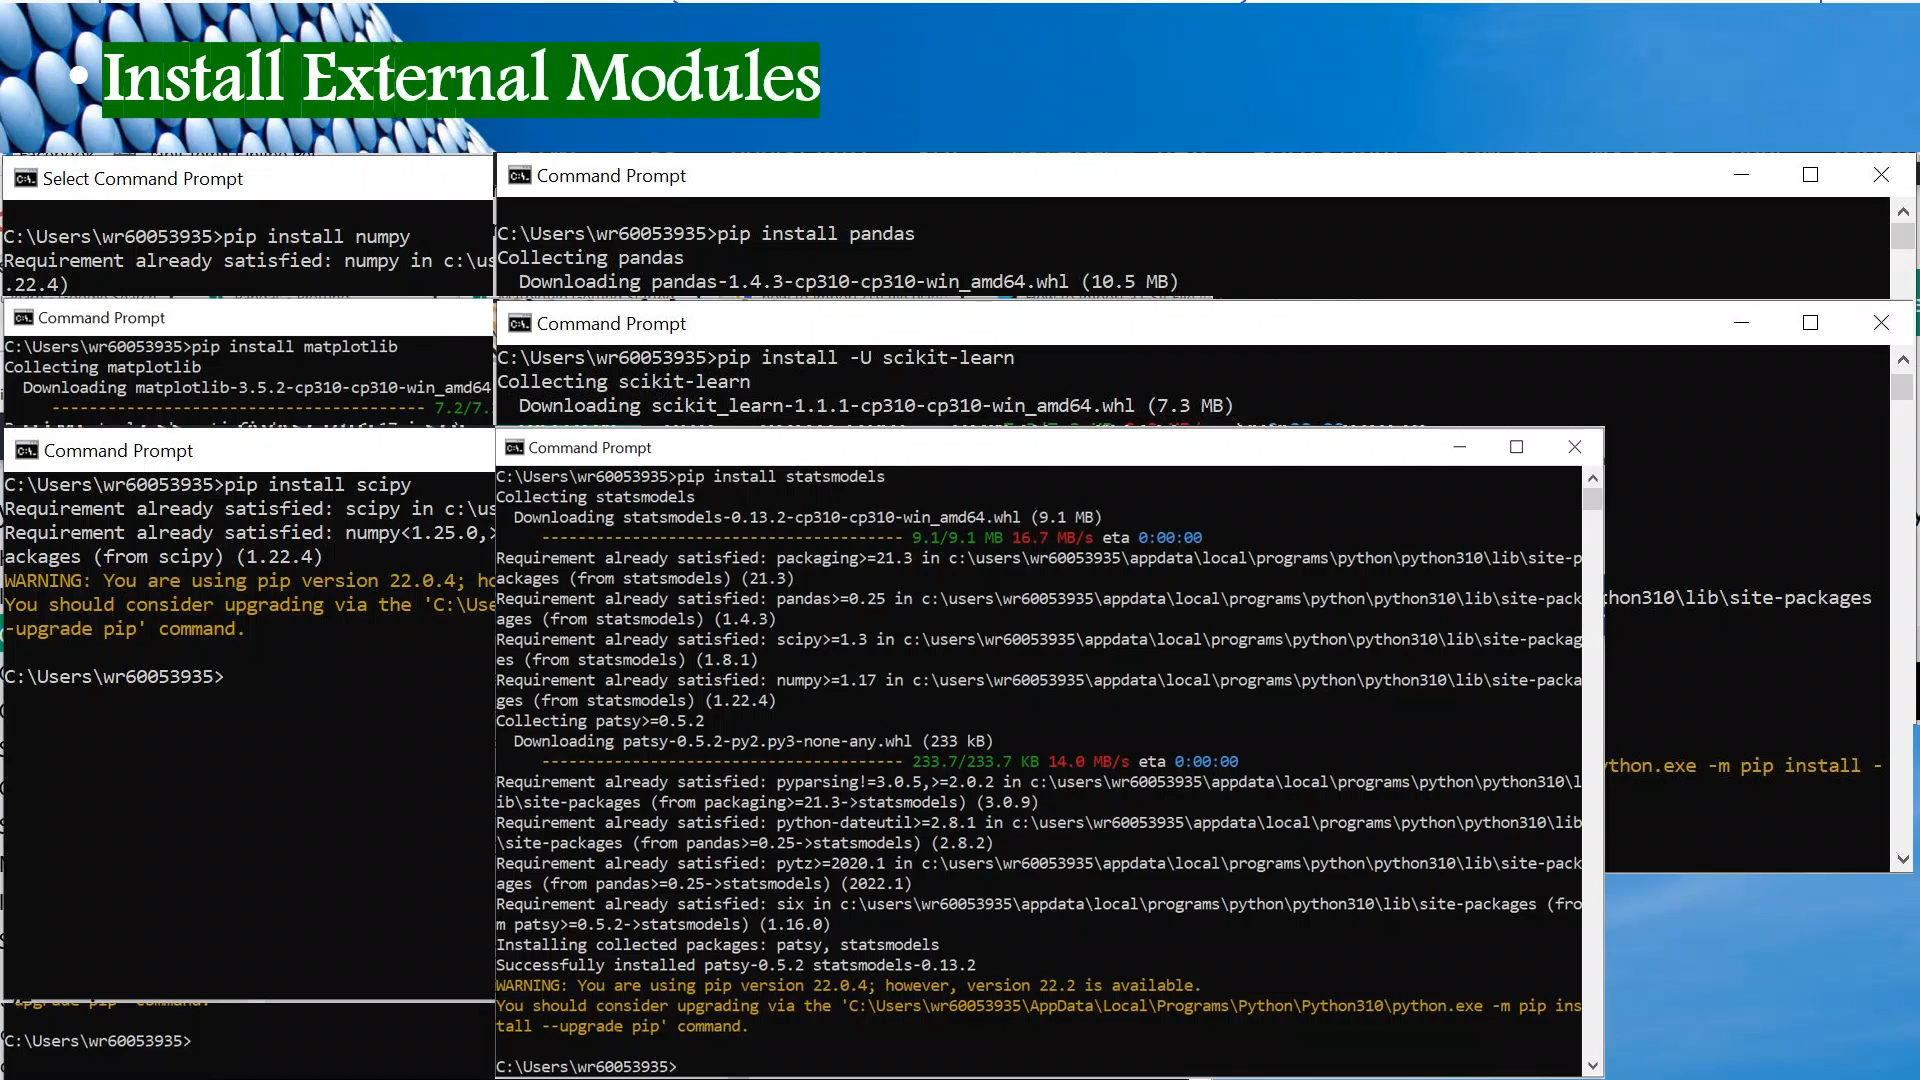 • Install External Modules
Select Command Prompt
C:\Users\wr60053935>pip install numpy
Requirement already satisfied: numpy in c:\us
.22.4)
Command Prompt
C:\Users\wr60053935>pip install pandas
Collecting pandas
Downloading pandas-1.4.3-cp310-cp310-win_amd64.whl (10.5 MB)
Command Prompt
C:\Users\wr60053935>pip install matplotlib
Collecting matplotlib
Downloading matplotlib-3.5.2-cp310-cp310-win_amd64
---------------------------------------- 7.2/7.
Command Prompt
C:\Users\wr60053935>pip install -U scikit-learn
Collecting scikit-learn
Downloading scikit_learn-1.1.1-cp310-cp310-win_amd64.whl (7.3 MB)
Command Prompt
C:\Users\wr60053935>pip install scipy
Requirement already satisfied: scipy in c:\us
Requirement already satisfied: numpy<1.25.0,>
ackages (from scipy) (1.22.4)
WARNING: You are using pip version 22.0.4; ho
You should consider upgrading via the 'C:\Use
-upgrade pip' command.
C:\Users\wr60053935>
C:\Users\wr60053935>
Command Prompt
C:\Users\wr60053935>pip install statsmodels
Collecting statsmodels
Downloading statsmodels-0.13.2-cp310-cp310-win_amd64.whl (9.1 MB)
---------------------------------------- 9.1/9.1 MB 16.7 MB/s eta 0:00:00
Requirement already satisfied: packaging>=21.3 in c:\users\wr60053935\appdata\local\programs\python\python310\lib\site-p
ackages (from statsmodels) (21.3)
Requirement already satisfied: pandas>=0.25 in c:\users\wr60053935\appdata\local\programs\python\python310\lib\site-pack
ages (from statsmodels) (1.4.3)
Requirement already satisfied: scipy>=1.3 in c:\users\wr60053935\appdata\local\programs\python\python310\lib\site-packag
es (from statsmodels) (1.8.1)
Requirement already satisfied: numpy>=1.17 in c:\users\wr60053935\appdata\local\programs\python\python310\lib\site-packa
ges (from statsmodels) (1.22.4)
Collecting patsy>=0.5.2
Downloading patsy-0.5.2-py2.py3-none-any.whl (233 kB)
---------------------------------------- 233.7/233.7 KB 14.0 MB/s eta 0:00:00
Requirement already satisfied: pyparsing!=3.0.5,>=2.0.2 in c:\users\wr60053935\appdata\local\programs\python\python310\l
ib\site-packages (from packaging>=21.3->statsmodels) (3.0.9)
Requirement already satisfied: python-dateutil>=2.8.1 in c:\users\wr60053935\appdata\local\programs\python\python310\lib
\site-packages (from pandas>=0.25->statsmodels) (2.8.2)
Requirement already satisfied: pytz>=2020.1 in c:\users\wr60053935\appdata\local\programs\python\python310\lib\site-pack
ages (from pandas>=0.25->statsmodels) (2022.1)
Requirement already satisfied: six in c:\users\wr60053935\appdata\local\programs\python\python310\lib\site-packages (fro
m patsy>=0.5.2->statsmodels) (1.16.0)
Installing collected packages: patsy, statsmodels
Successfully installed patsy-0.5.2 statsmodels-0.13.2
WARNING: You are using pip version 22.0.4; however, version 22.2 is available.
You should consider upgrading via the 'C:\Users\wr60053935\AppData\Local\Programs\Python\Python310\python.exe -m pip ins
tall --upgrade pip' command.
C:\Users\wr60053935>
thon310\lib\site-packages
ython.exe -m pip install -